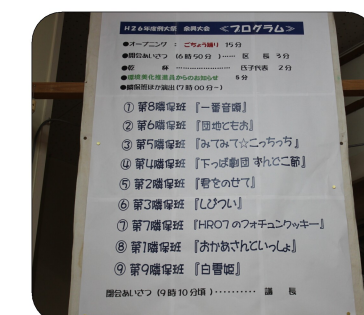 H26年度例大祭 余興大会 ≪プログラム≫
●オープニング : ごちょう踊り 15分
●開会あいさつ (6時50分)…… 区 長 3分
●乾 杯 ………………… 氏子代表 2分
●環境美化推進員からのお知らせ 5分
●隣保班ほか演出(7時00分~)
① 第8隣保班 『一番音頭』
② 第6隣保班 『団地ともお』
③ 第5隣保班 『みてみて☆こっちっち』
④ 第4隣保班 『下っぱ劇団 ずんどこ節』
⑤ 第2隣保班 『君をのせて』
⑥ 第3隣保班 『しびつい』
⑦ 第7隣保班 『HRO7のフォチュンクッキー』
⑧ 第1隣保班 『おかあさんといっしょ』
⑨ 第9隣保班 『白雪姫』
閉会あいさつ (9時10分頃)・・・・・・・・・・ 議 長